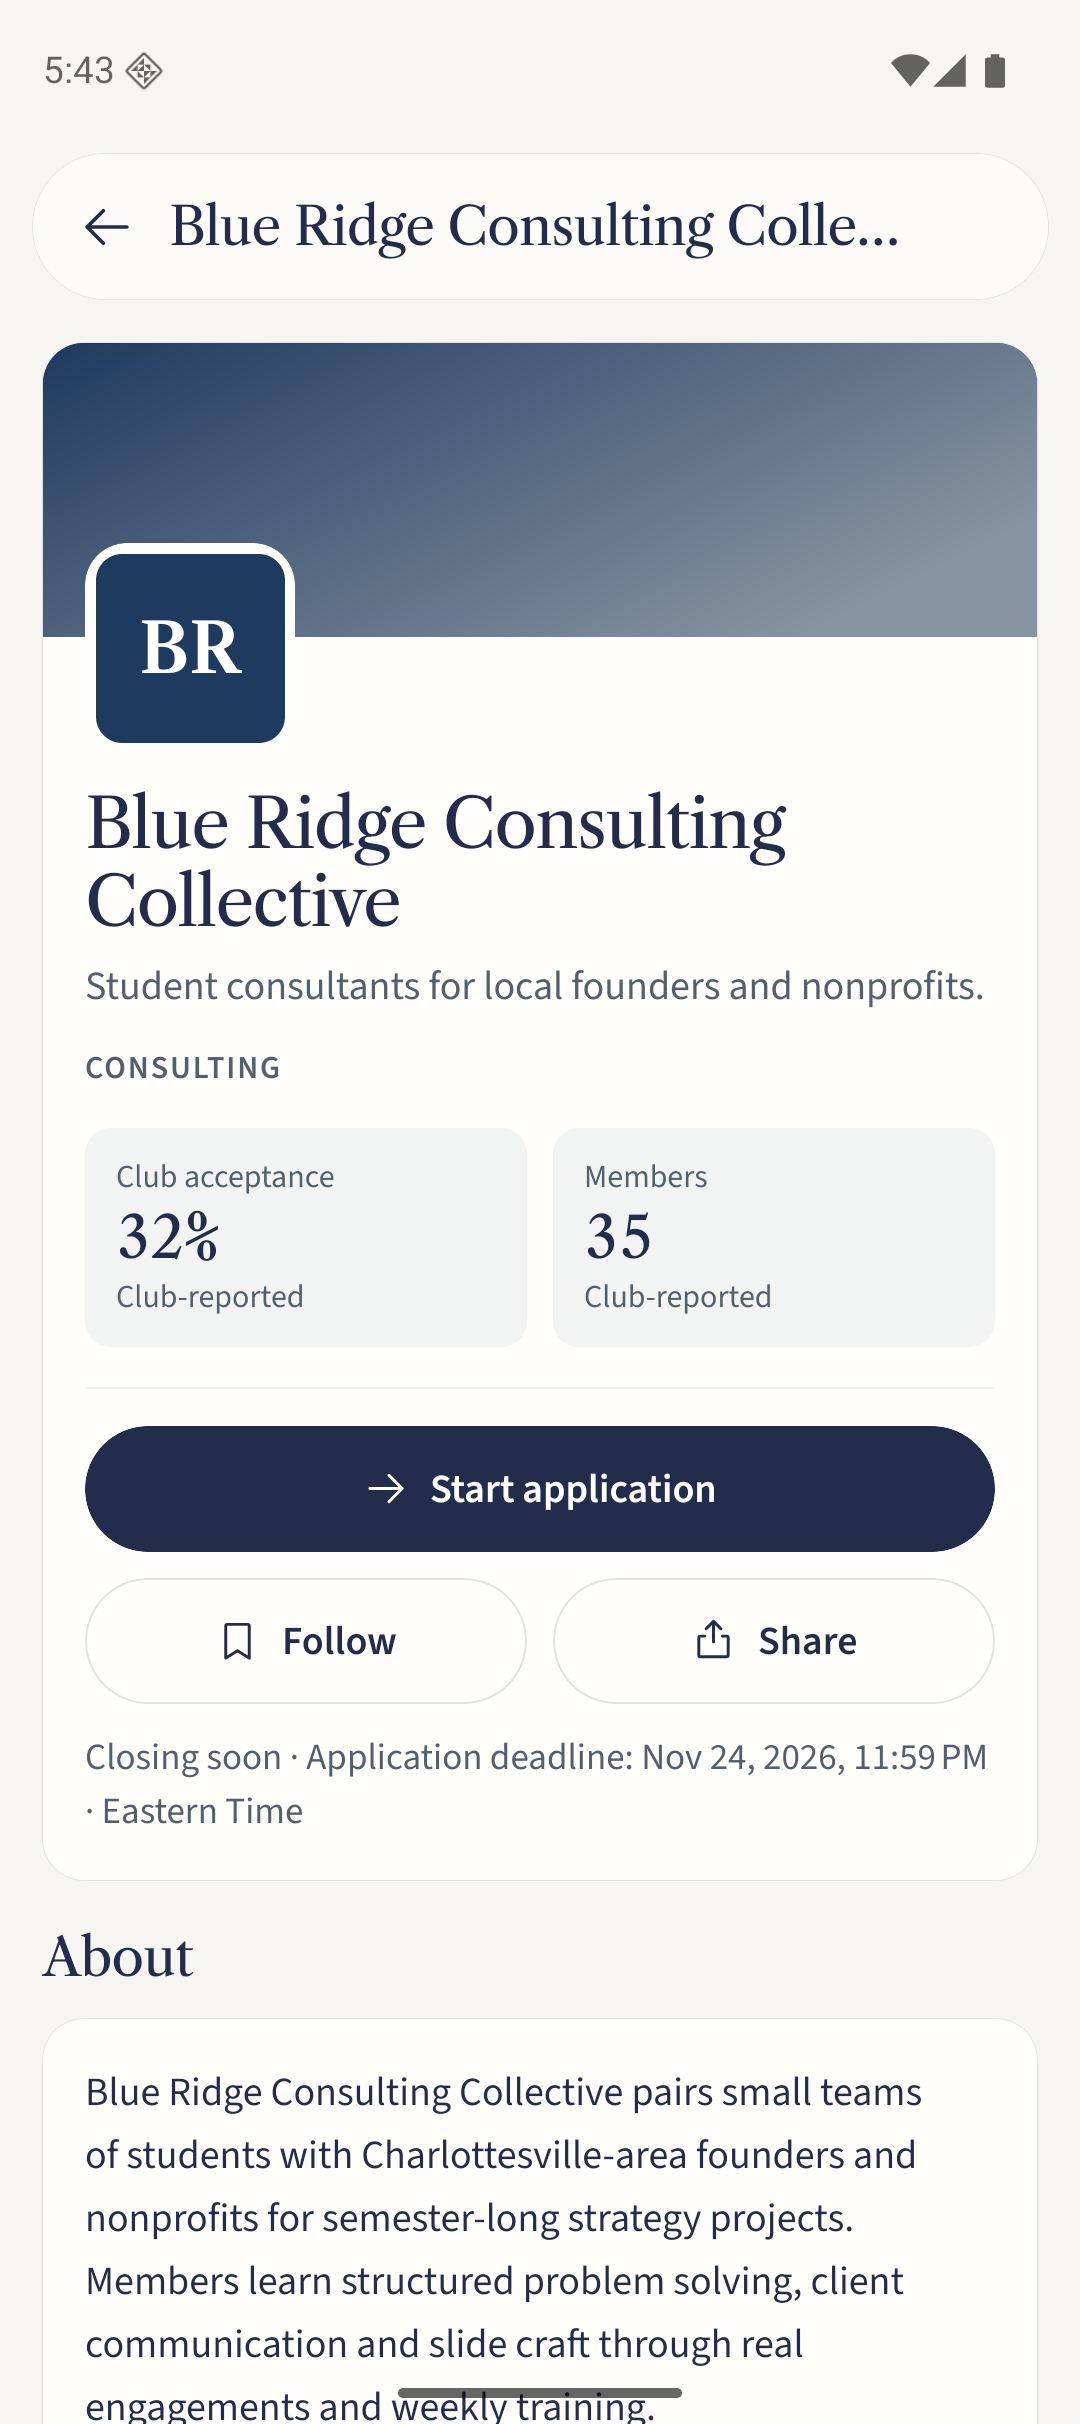 5:43
Blue Ridge Consulting Colle...
BR
Blue Ridge Consulting
Collective
Student consultants for local founders and nonprofits.
CONSULTING
Club acceptance
32%
Club-reported
Members
35
Club-reported
Start application
Follow
Share
Closing soon · Application deadline: Nov 24, 2026, 11:59 PM
· Eastern Time
About
Blue Ridge Consulting Collective pairs small teams
of students with Charlottesville-area founders and
nonprofits for semester-long strategy projects.
Members learn structured problem solving, client
communication and slide craft through real
engagements and weekly training.